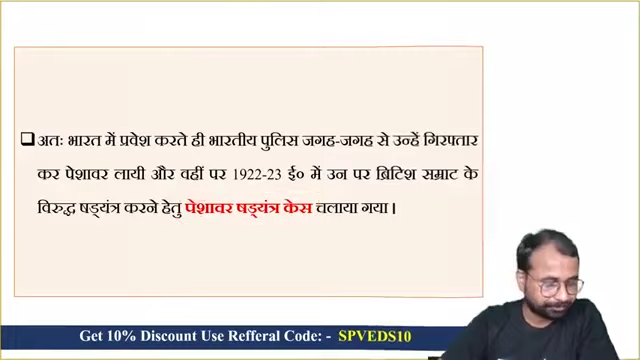 ❑ अतः भारत में प्रवेश करते ही भारतीय पुलिस जगह-जगह से उन्हें गिरफ्तार
कर पेशावर लायी और वहीं पर 1922-23 ई० में उन पर ब्रिटिश सम्राट के
विरुद्ध षड्यंत्र करने हेतु पेशावर षड्यंत्र केस चलाया गया।
Get 10% Discount Use Refferal Code: - SPVEDS10